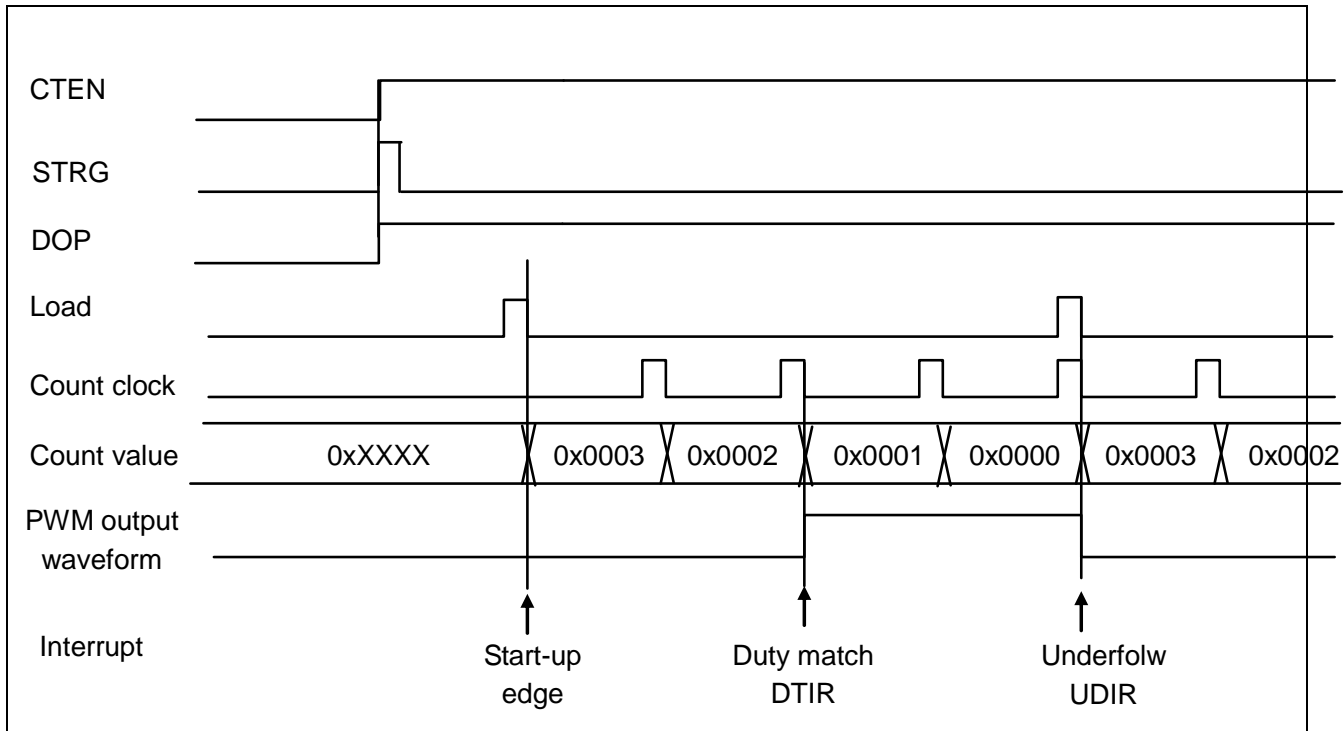 CTEN
STRG
DOP
Load
Count clock
Count value
0xXXXX
0x0003
0x0002
0x0001
0x0000
0x0003
0x0002
PWM output
waveform
Interrupt
Start-up
edge
Duty match
DTIR
Underfolw
UDIR